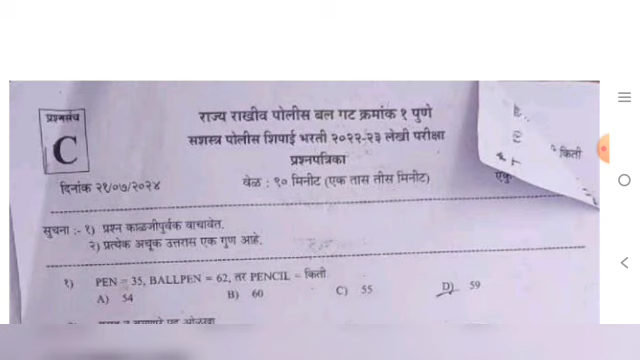 प्रश्नसंच
C
राज्य राखीव पोलीस बल गट क्रमांक १ पुणे
सशस्त्र पोलीस शिपाई भरती २०२२-२३ लेखी परीक्षा
प्रश्नपत्रिका
दिनांक २१/०७/२०२४
वेळ : ९० मिनीट (एक तास तीस मिनीट)
किती
सुचना :- १) प्रश्न काळजीपुर्वक वाचावेत.
२) प्रत्येक अचूक उत्तरास एक गुण आहे.
१) PEN = 35, BALLPEN = 62, तर PENCIL = किती
A) 54 B) 60 C) 55 D) 59